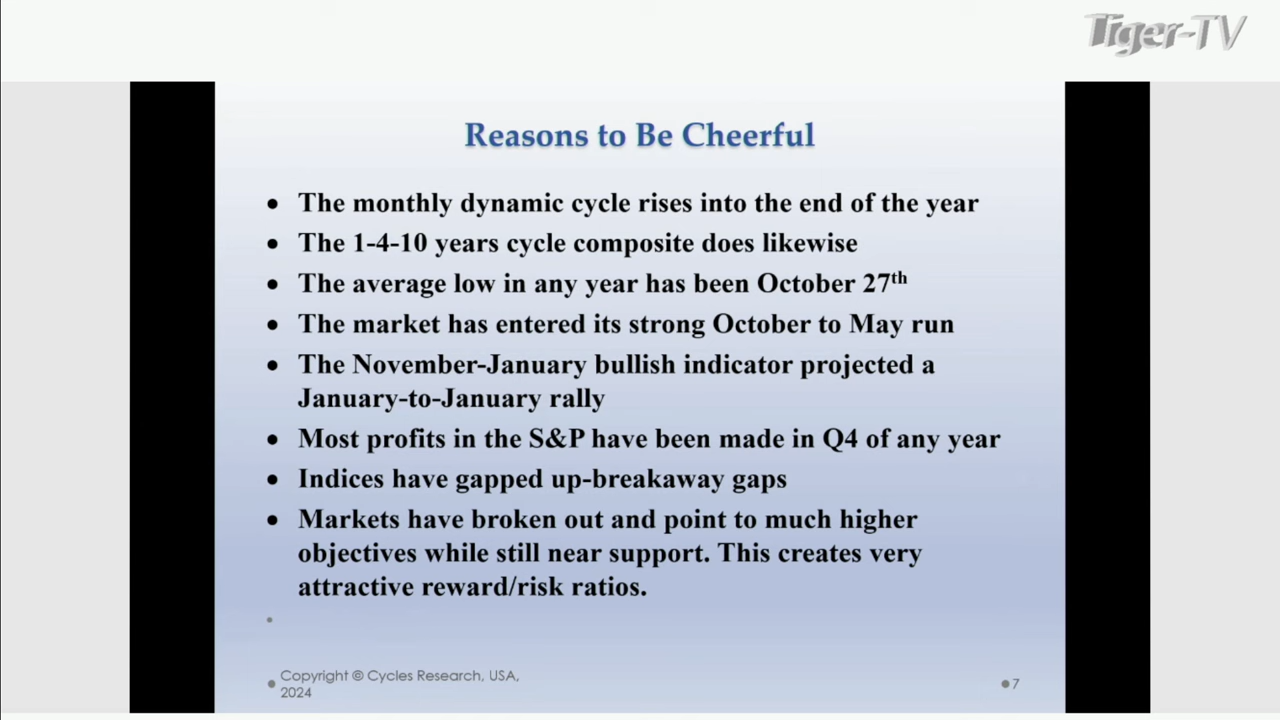 Tiger-TV
Reasons to Be Cheerful
• The monthly dynamic cycle rises into the end of the year
• The 1-4-10 years cycle composite does likewise
• The average low in any year has been October 27th
• The market has entered its strong October to May run
• The November-January bullish indicator projected a
January-to-January rally
• Most profits in the S&P have been made in Q4 of any year
• Indices have gapped up-breakaway gaps
• Markets have broken out and point to much higher
objectives while still near support. This creates very
attractive reward/risk ratios.
Copyright © Cycles Research, USA,
2024
7